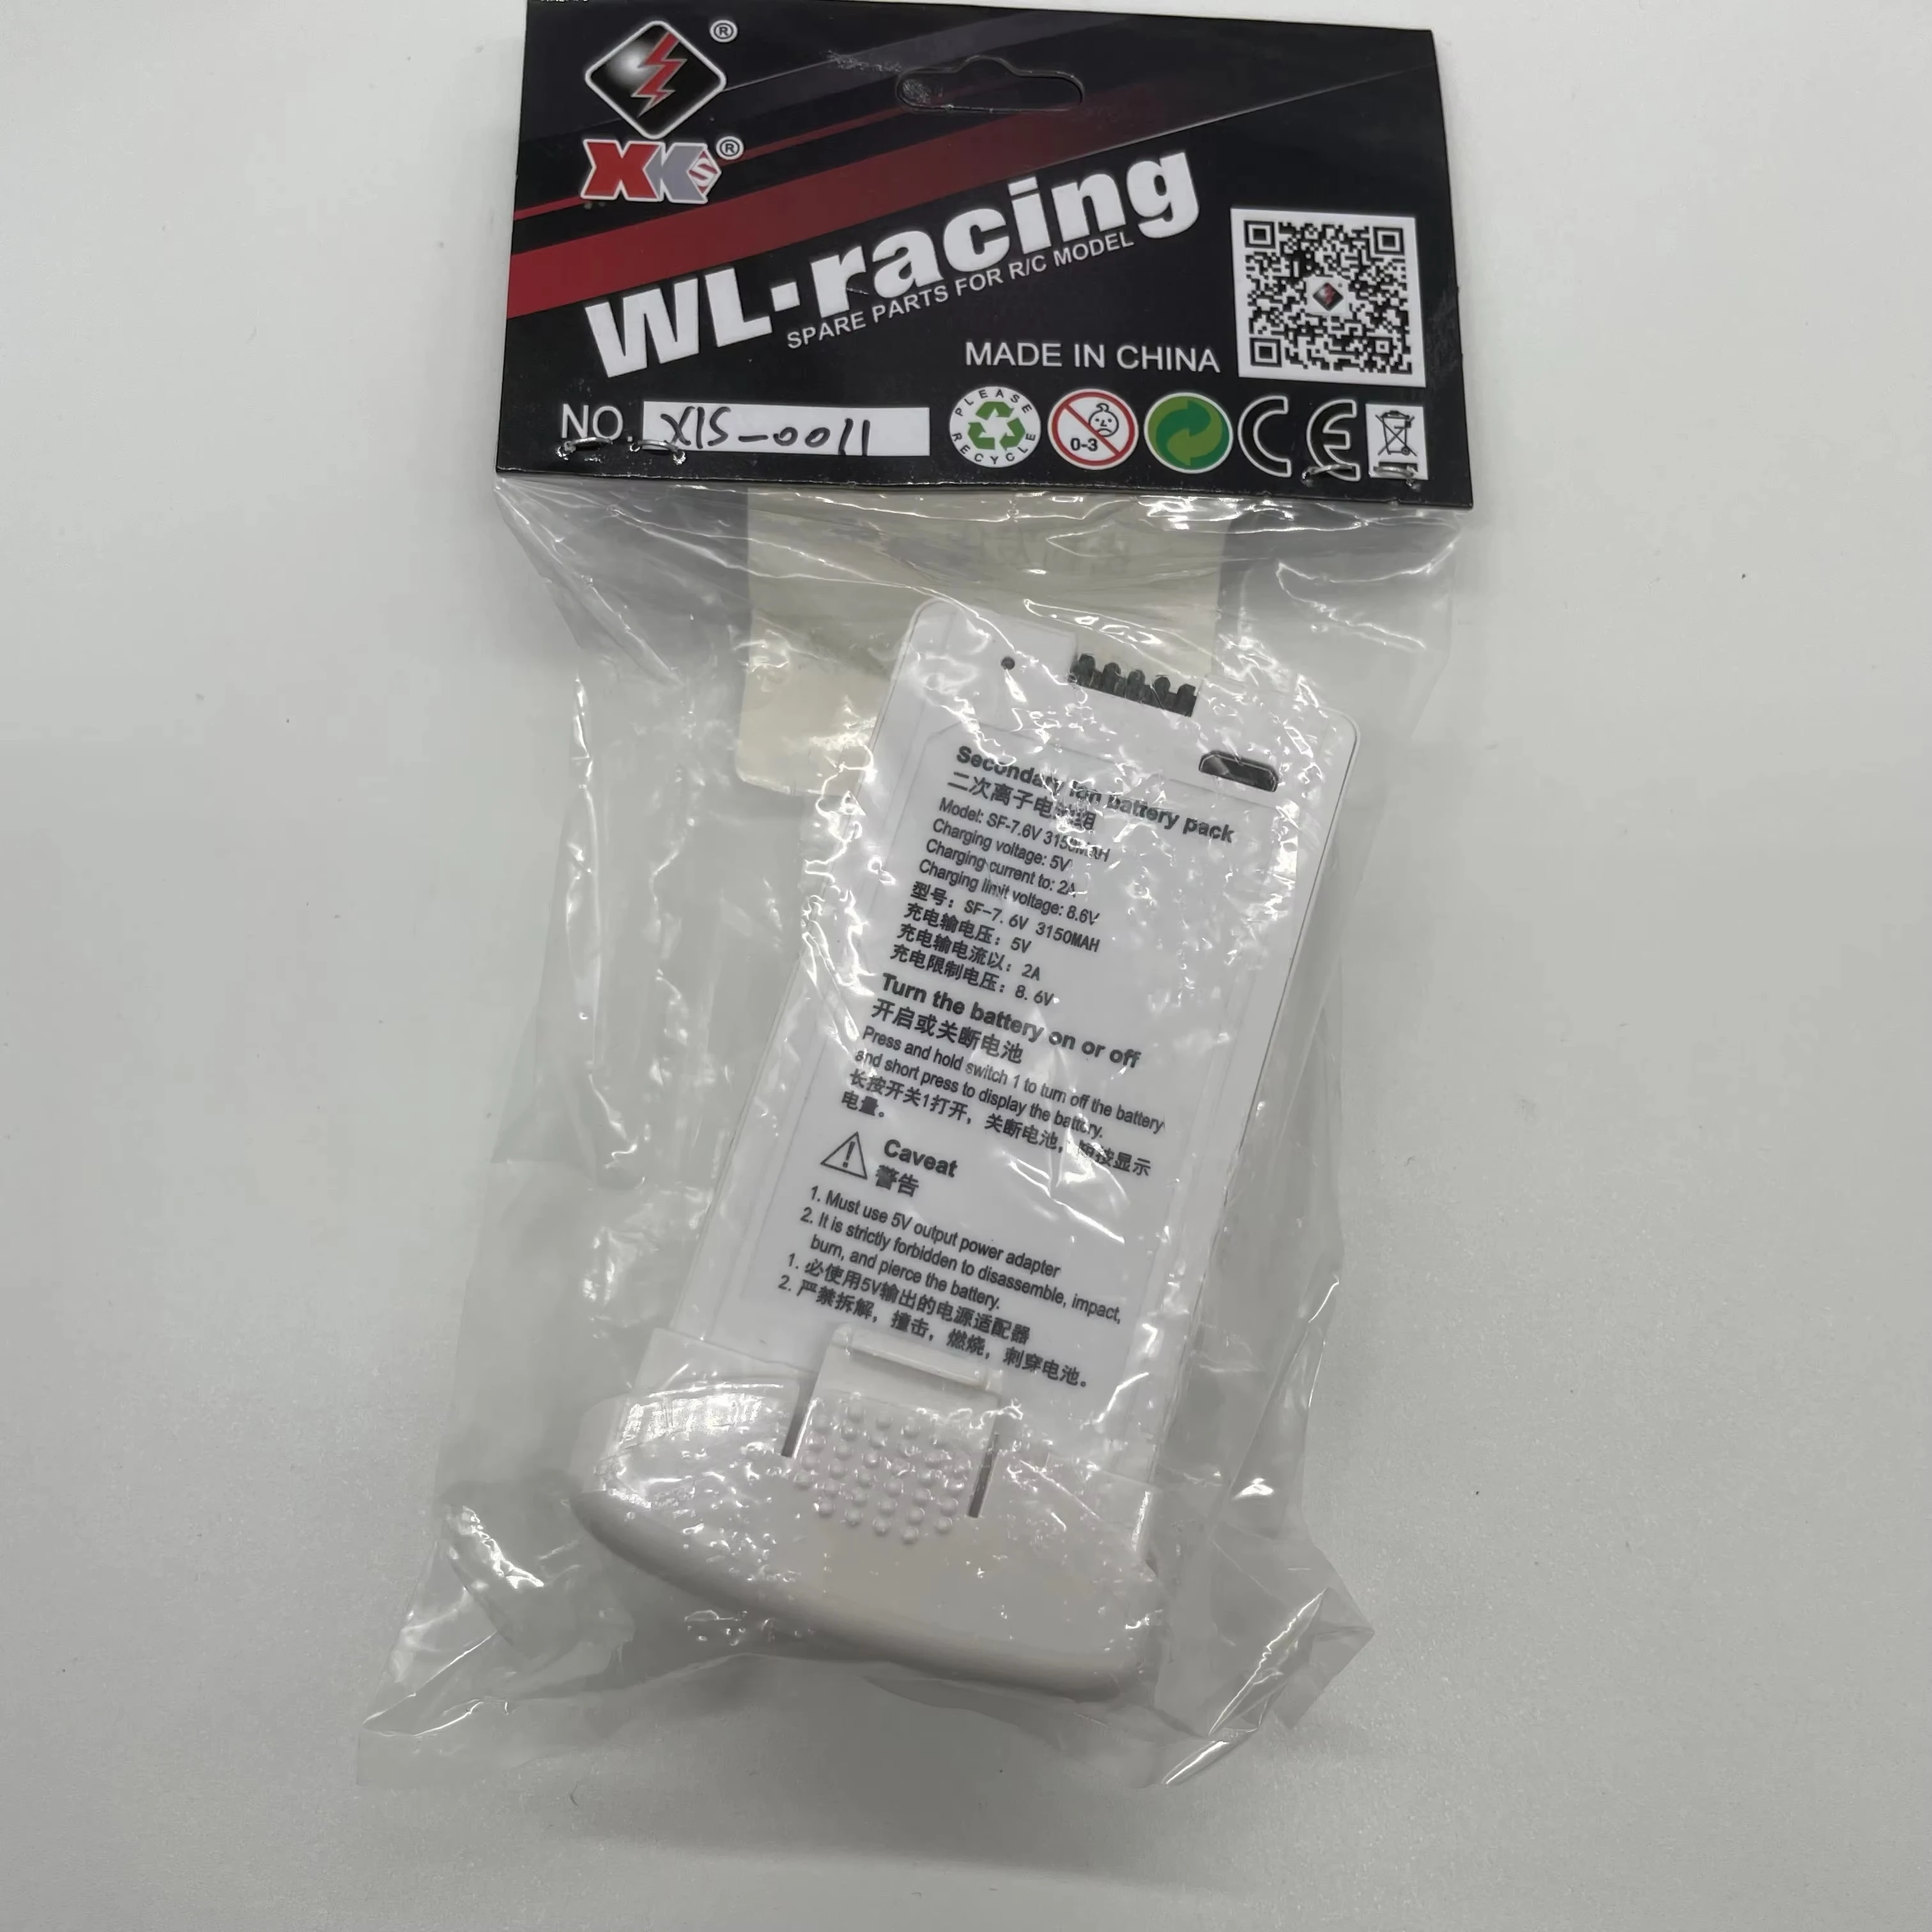 ®
XK ®
WL·racing
SPARE PARTS FOR R/C MODEL
MADE IN CHINA
NO. X1S-0011
PLEASE RECYCLE
0-3
CE
Secondary Ion battery pack
二次离子电池组
Model: SF-7.6V 3150MAH
Charging voltage: 5V
Charging current to: 2A
Charging limit voltage: 8.6V
型号: SF-7.6V 3150MAH
充电输电压: 5V
充电输电流以: 2A
充电限制电压: 8.6V
Turn the battery on or off
开启或关断电池
Press and hold switch 1 to turn off the battery
and short press to display the battery.
长按开关1打开，关断电池，短按显示
电量。
Caveat
警告
1. Must use 5V output power adapter
2. It is strictly forbidden to disassemble, impact,
burn, and pierce the battery.
1. 必使用5V输出的电源适配器
2. 严禁拆解，撞击，燃烧，刺穿电池。